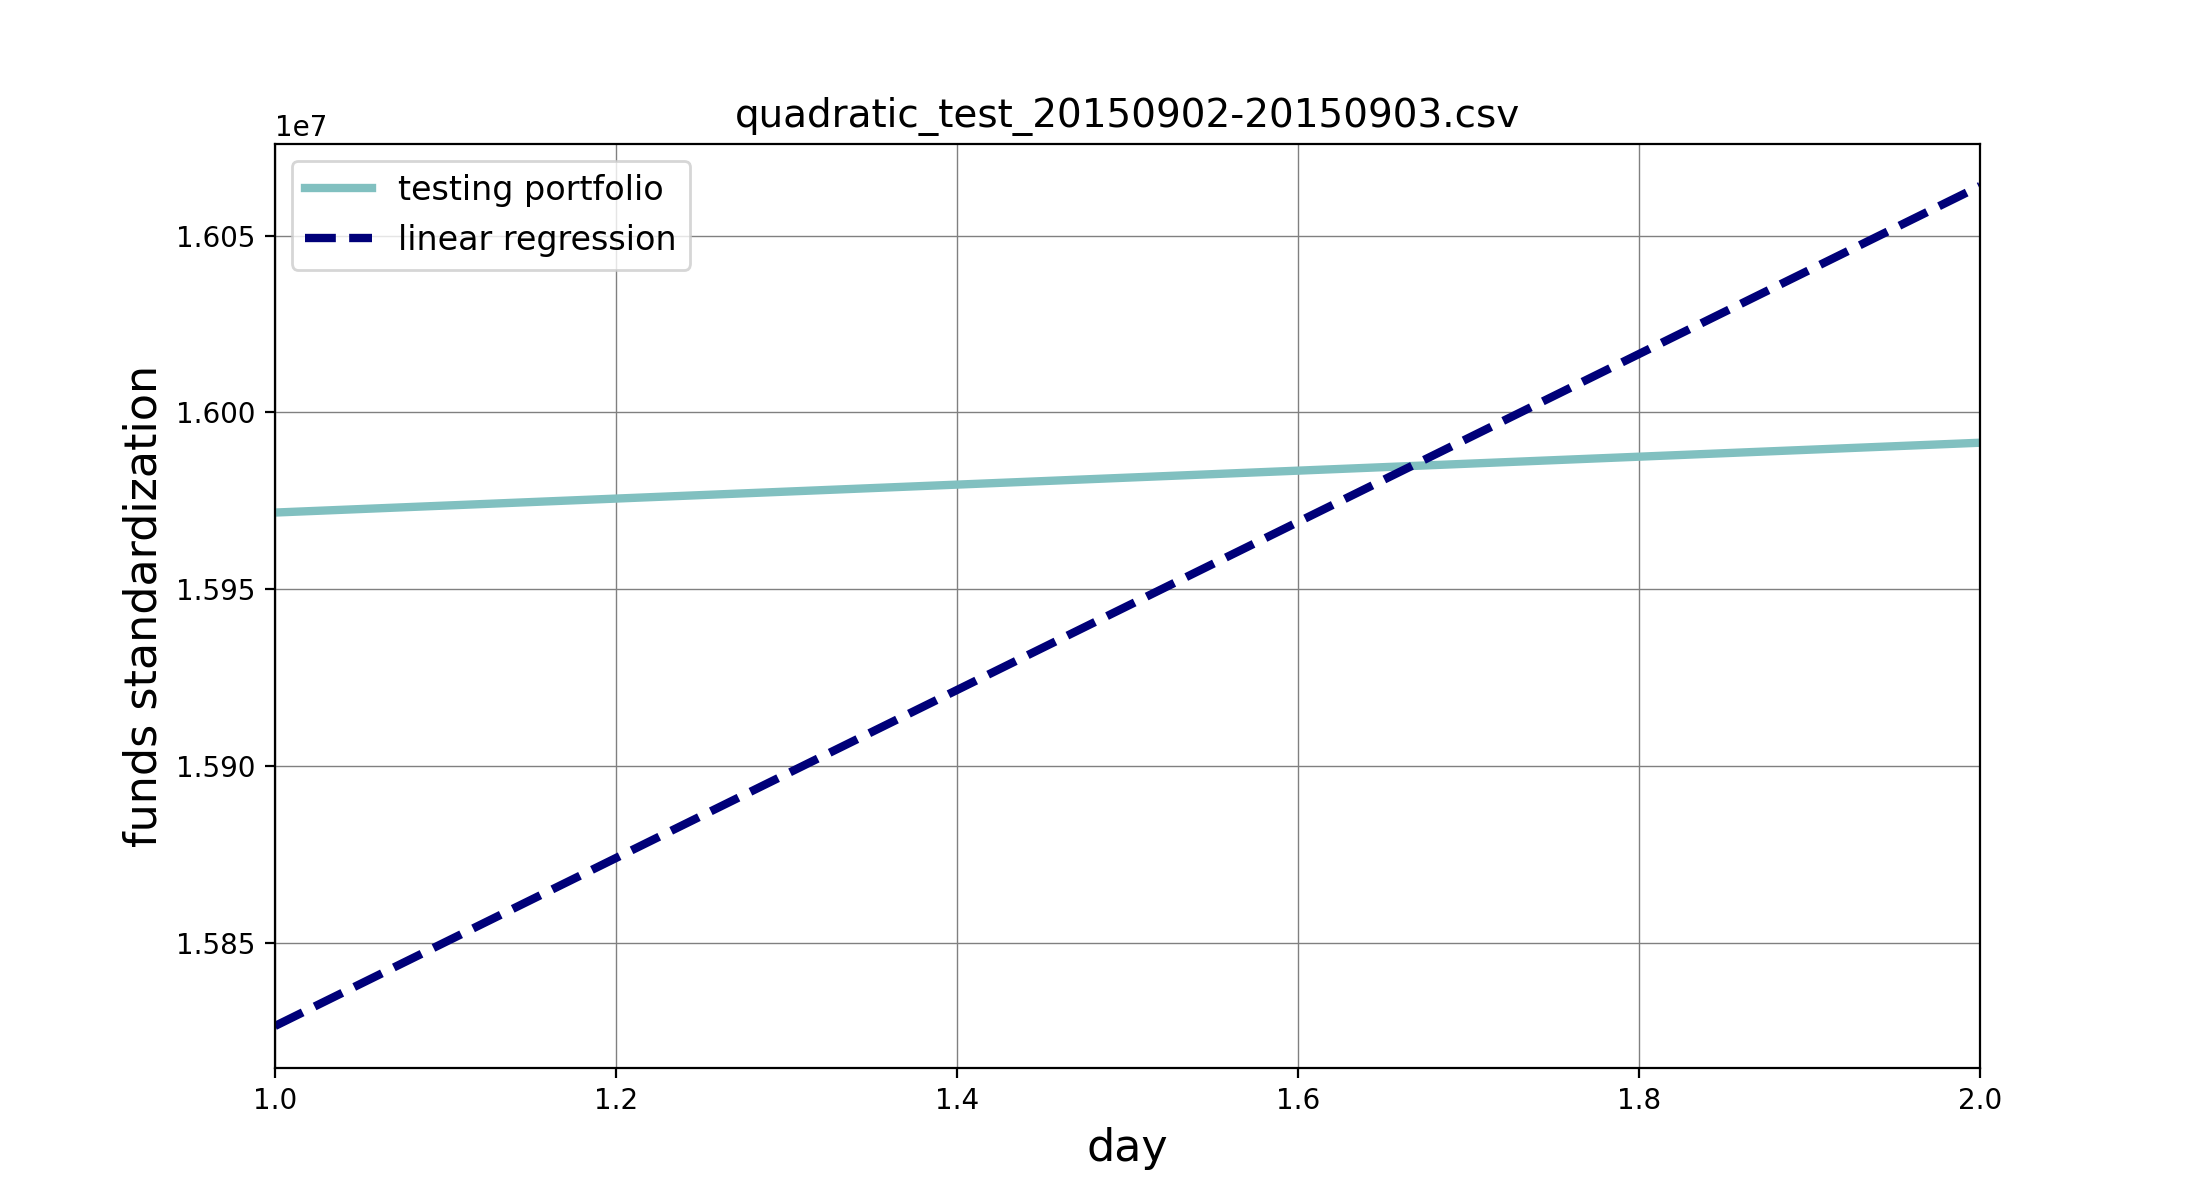 quadratic_test_20150902-20150903.csv
1e7
testing portfolio
linear regression
funds standardization
1.605
1.600
1.595
1.590
1.585
1.0 1.2 1.4 1.6 1.8 2.0
day